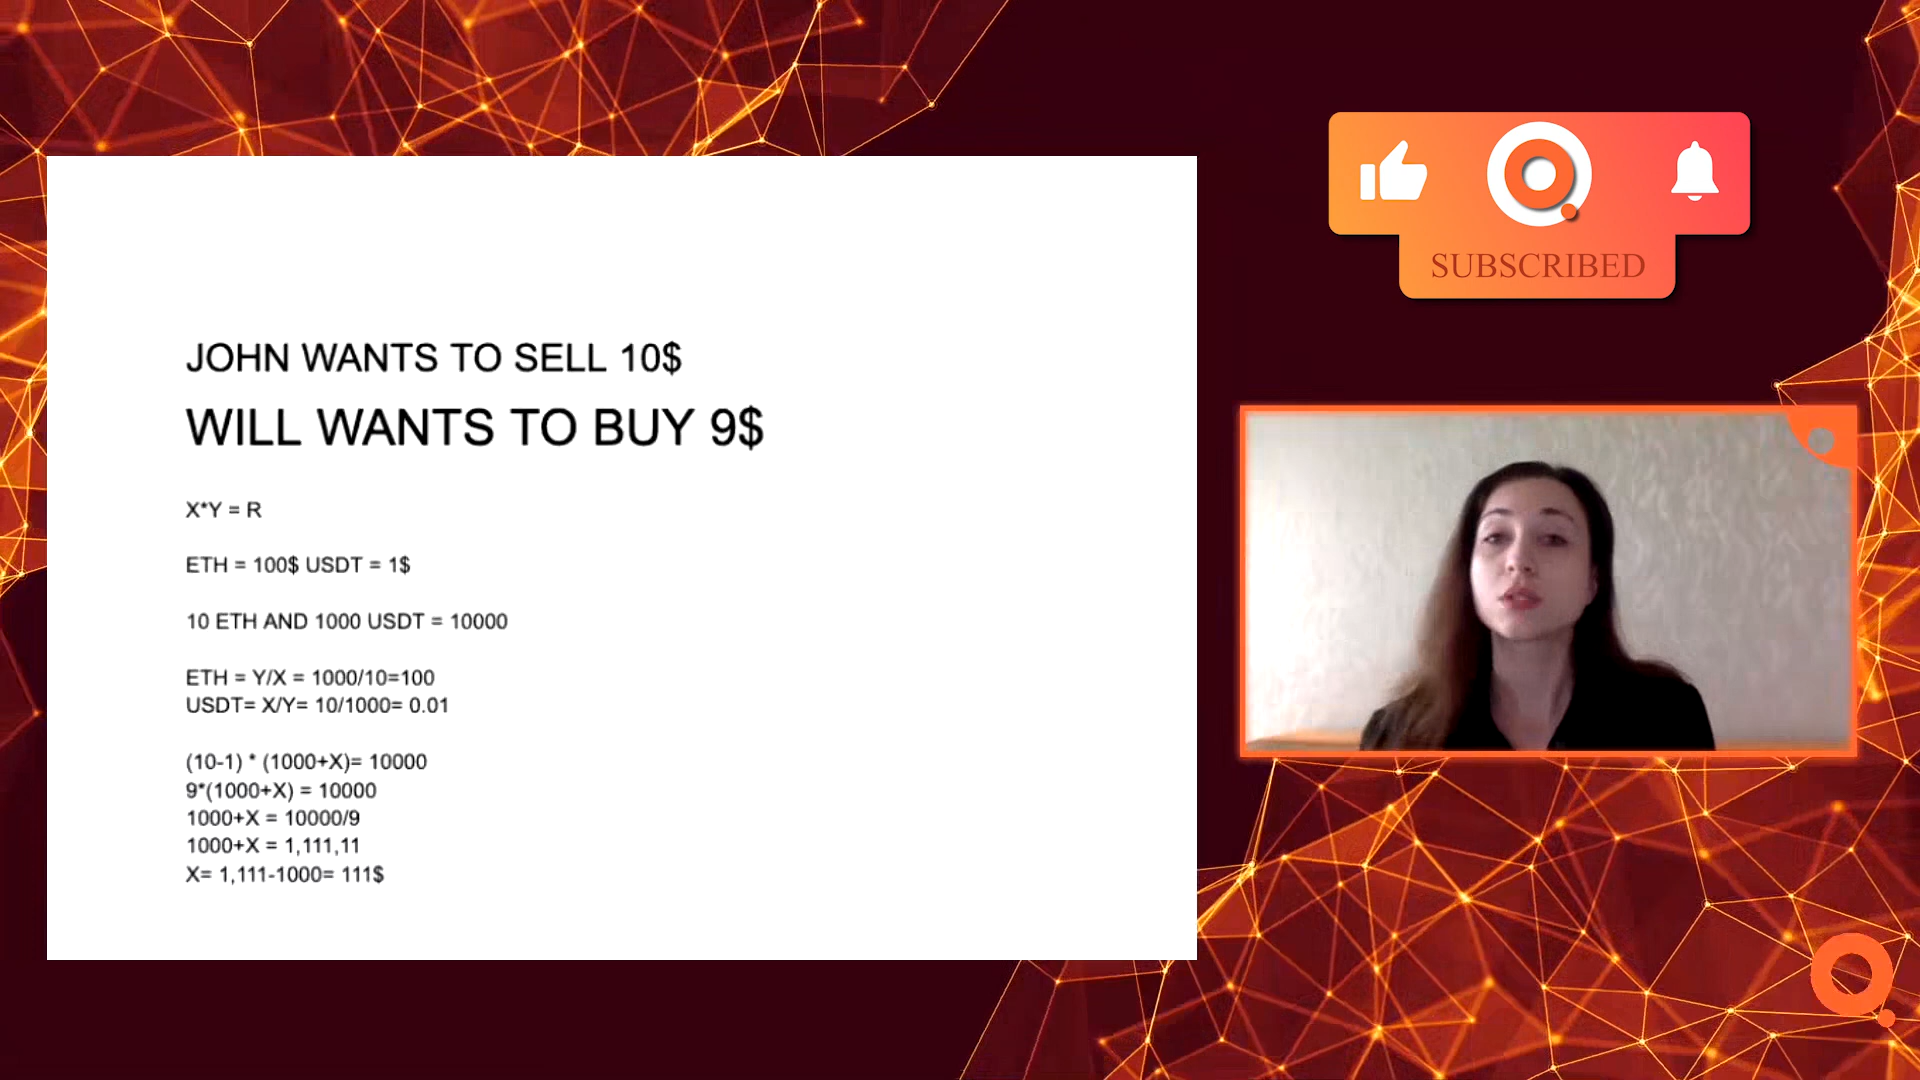 JOHN WANTS TO SELL 10$
WILL WANTS TO BUY 9$
X*Y = R
ETH = 100$ USDT = 1$
10 ETH AND 1000 USDT = 10000
ETH = Y/X = 1000/10=100
USDT= X/Y= 10/1000= 0.01
(10-1) * (1000+X)= 10000
9*(1000+X) = 10000
1000+X = 10000/9
1000+X = 1,111,11
X= 1,111-1000= 111$
SUBSCRIBED